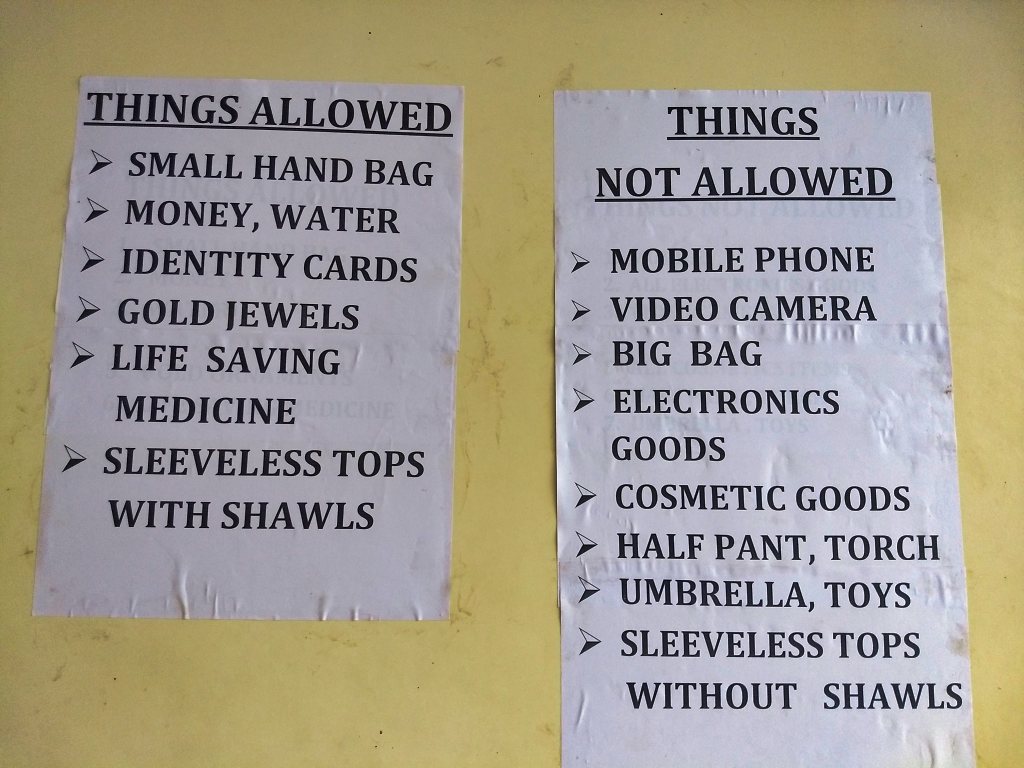 THINGS ALLOWED
➢ SMALL HAND BAG
➢ MONEY, WATER
➢ IDENTITY CARDS
➢ GOLD JEWELS
➢ LIFE SAVING
MEDICINE
➢ SLEEVELESS TOPS
WITH SHAWLS
THINGS
NOT ALLOWED
➢ MOBILE PHONE
➢ VIDEO CAMERA
➢ BIG BAG
➢ ELECTRONICS
GOODS
➢ COSMETIC GOODS
➢ HALF PANT, TORCH
➢ UMBRELLA, TOYS
➢ SLEEVELESS TOPS
WITHOUT SHAWLS